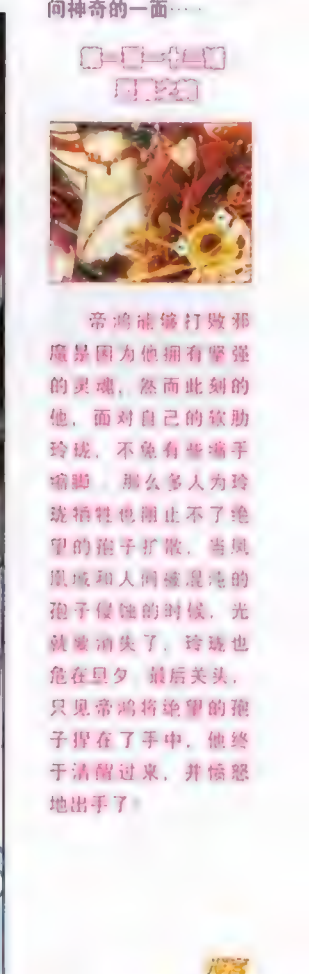 问神奇的一面……
帝鸿能够打败邪
魔是因为他拥有坚强
的灵魂，然而此刻的
他，面对自己的软肋
玲珑，不免有些缩手
缩脚。那么多人为玲
珑牺牲也阻止不了绝
望的孢子扩散，当凤
凰城和人间被混沌的
孢子侵蚀的时候，光
就要消失了，玲珑也
危在旦夕。最后关头，
只见帝鸿将绝望的孢
子捏在了手中，他终
于清醒过来，并愤怒
地出手了！